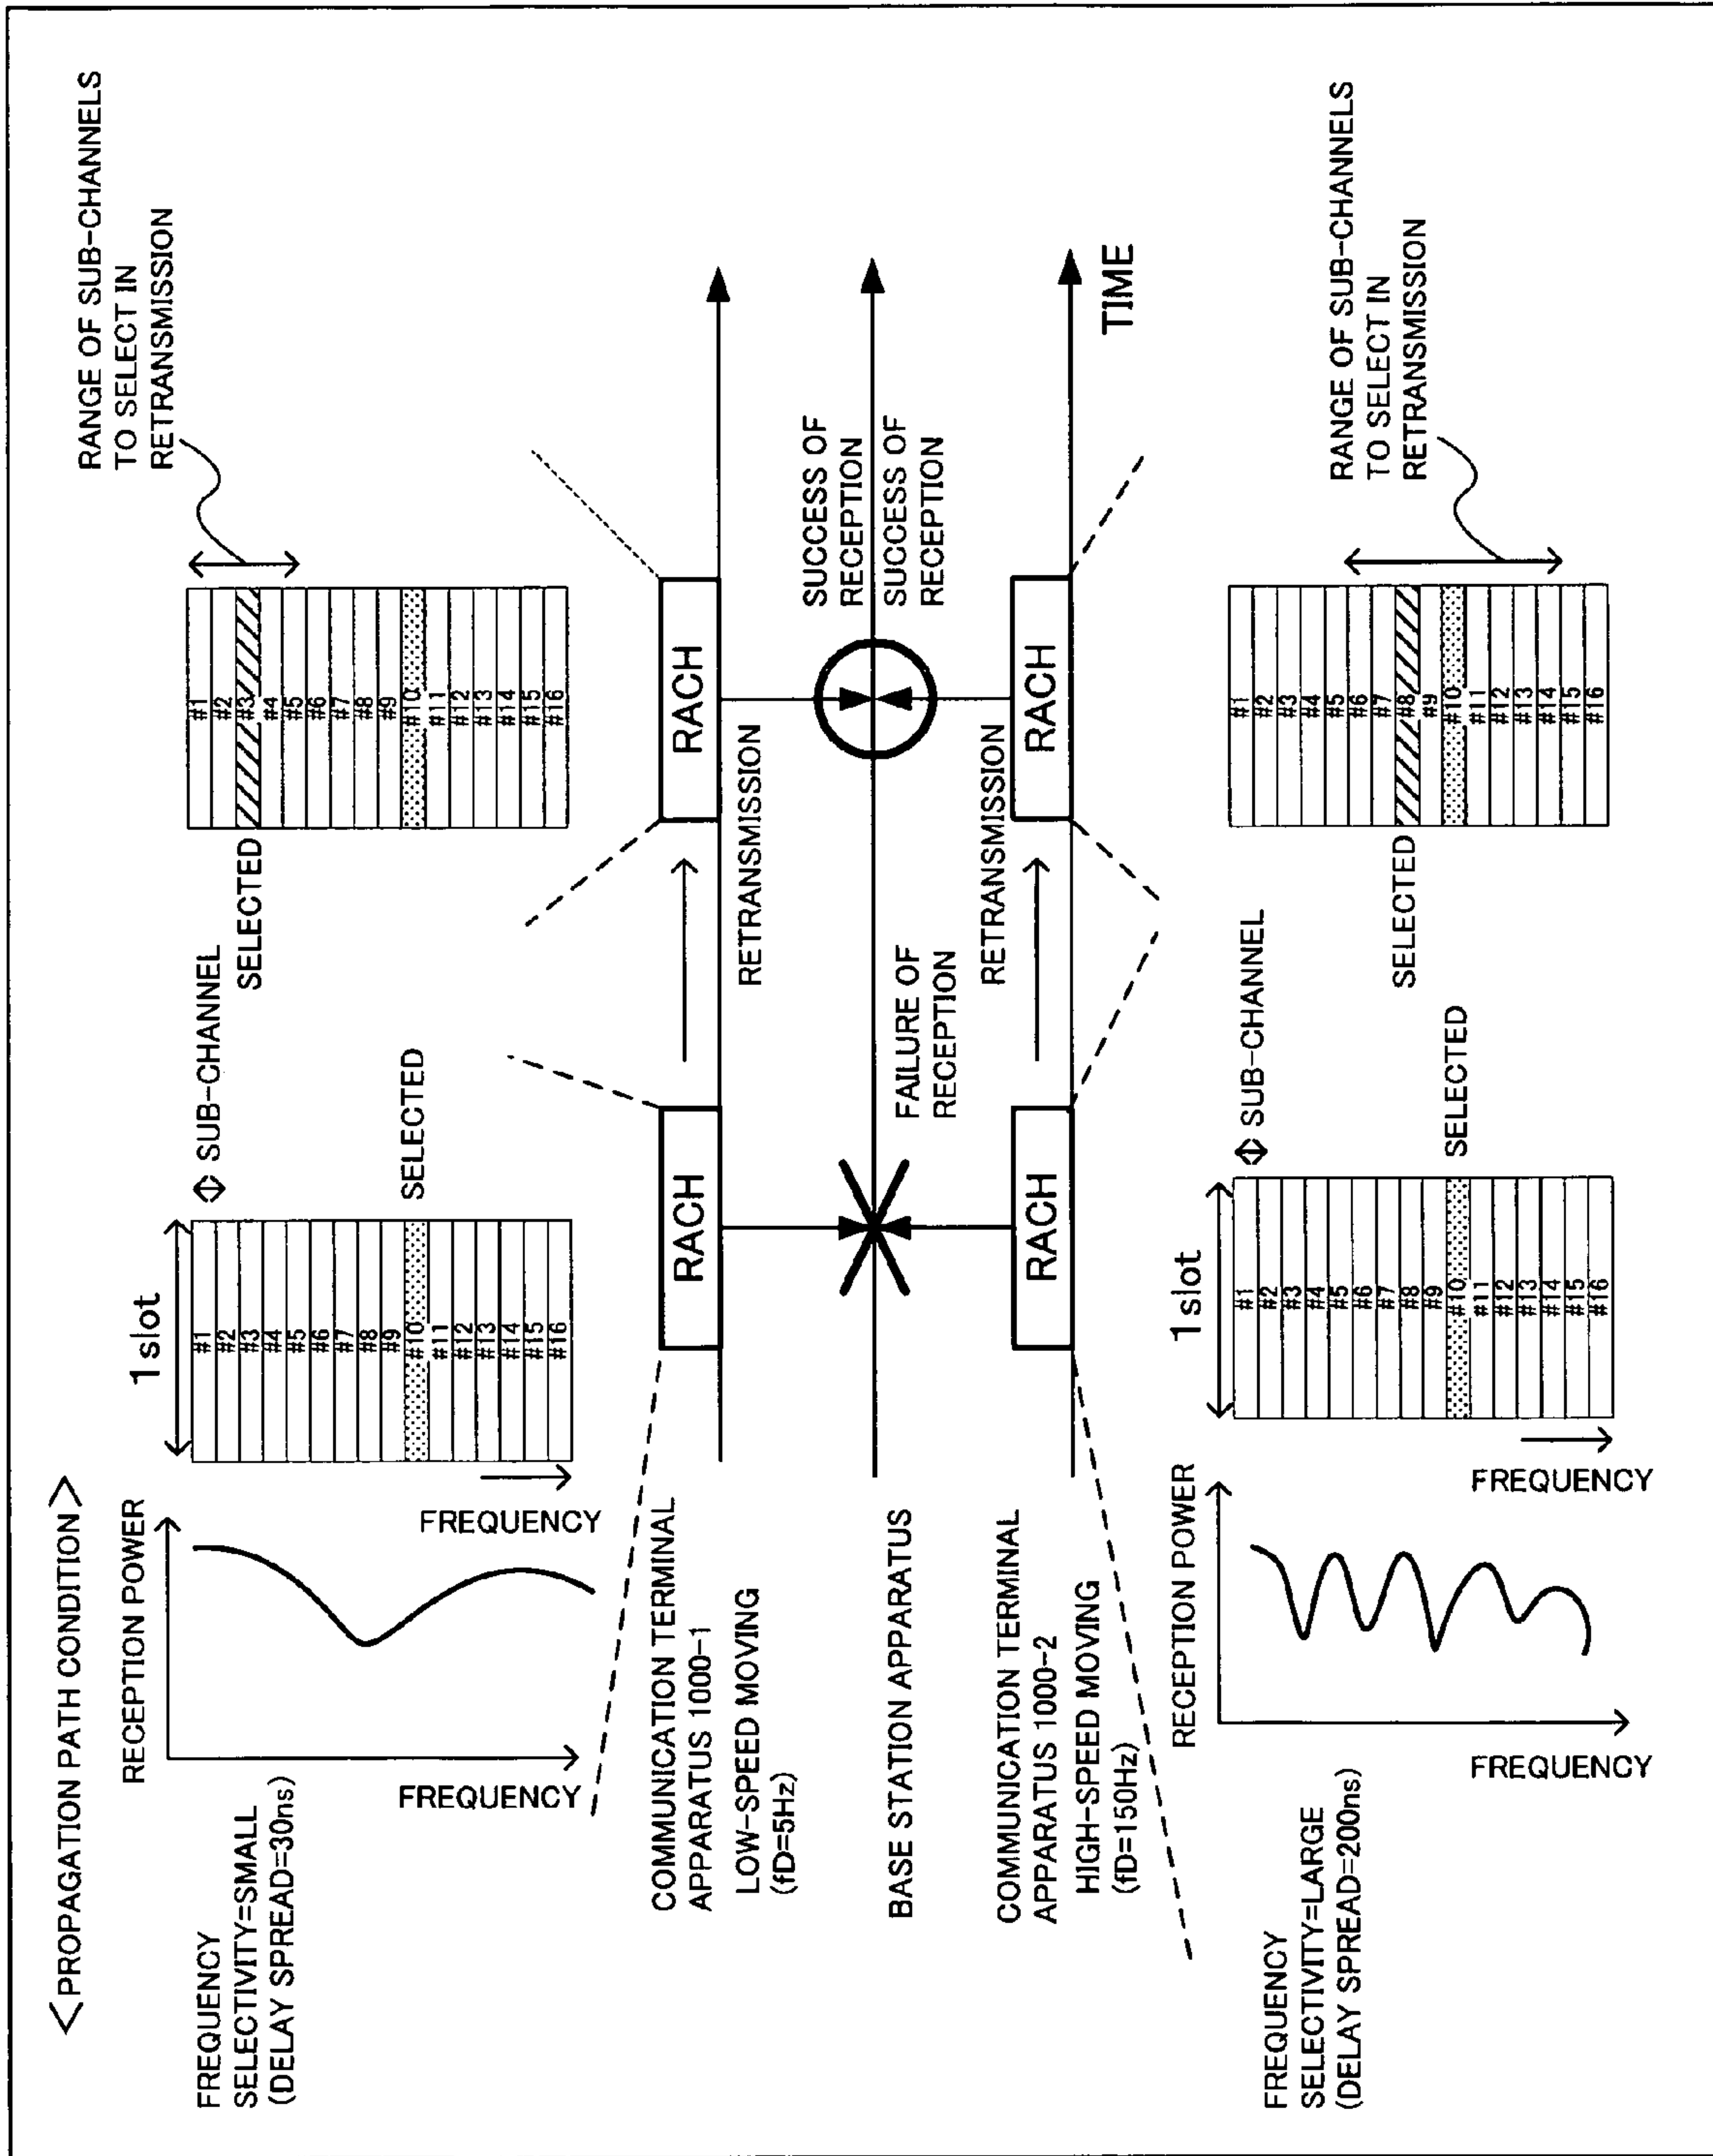 <PROPAGATION PATH CONDITION>
FREQUENCY
SELECTIVITY=SMALL
(DELAY SPREAD=30ns)
RECEPTION POWER
FREQUENCY
FREQUENCY
1slot
#1
#2
#3
#4
#5
#6
#7
#8
#9
#10
#11
#12
#13
#14
#15
#16
SUB-CHANNEL
SELECTED
SELECTED
#1
#2
#3
#4
#5
#6
#7
#8
#9
#10
#11
#12
#13
#14
#15
#16
RANGE OF SUB-CHANNELS
TO SELECT IN
RETRANSMISSION
COMMUNICATION TERMINAL
APPARATUS 1000-1
LOW-SPEED MOVING
(fD=5Hz)
RACH
RACH
RETRANSMISSION
BASE STATION APPARATUS
FAILURE OF
RECEPTION
SUCCESS OF
RECEPTION
SUCCESS OF
RECEPTION
COMMUNICATION TERMINAL
APPARATUS 1000-2
HIGH-SPEED MOVING
(fD=150Hz)
RACH
RETRANSMISSION
RACH
TIME
FREQUENCY
SELECTIVITY=LARGE
(DELAY SPREAD=200ns)
RECEPTION POWER
FREQUENCY
FREQUENCY
1slot
#1
#2
#3
#4
#5
#6
#7
#8
#9
#10
#11
#12
#13
#14
#15
#16
SUB-CHANNEL
SELECTED
SELECTED
#1
#2
#3
#4
#5
#6
#7
#8
#9
#10
#11
#12
#13
#14
#15
#16
RANGE OF SUB-CHANNELS
TO SELECT IN
RETRANSMISSION